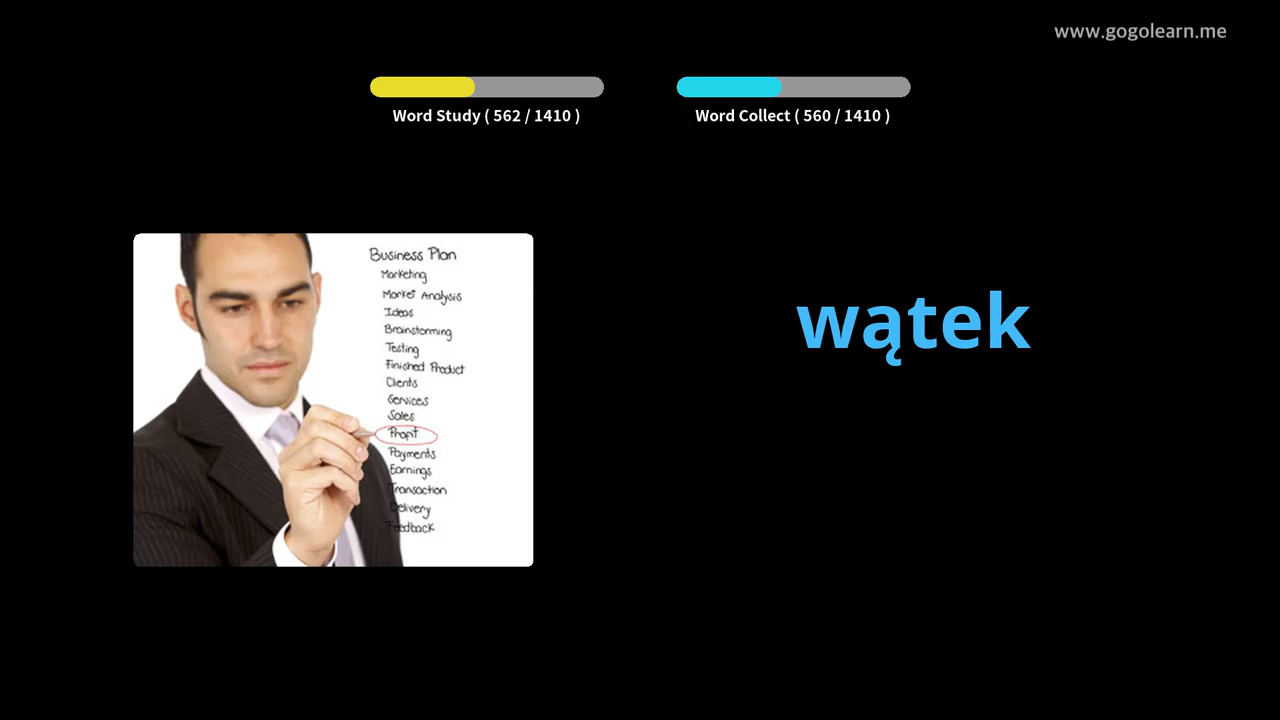 www.gogolearn.me
Word Study ( 562 / 1410 )
Word Collect ( 560 / 1410 )
Business Plan
Marketing
Market Analysis
Ideas
Brainstorming
Testing
Finished Product
Clients
Services
Sales
Profit
Payments
Earnings
Transaction
Delivery
Feedback
wątek